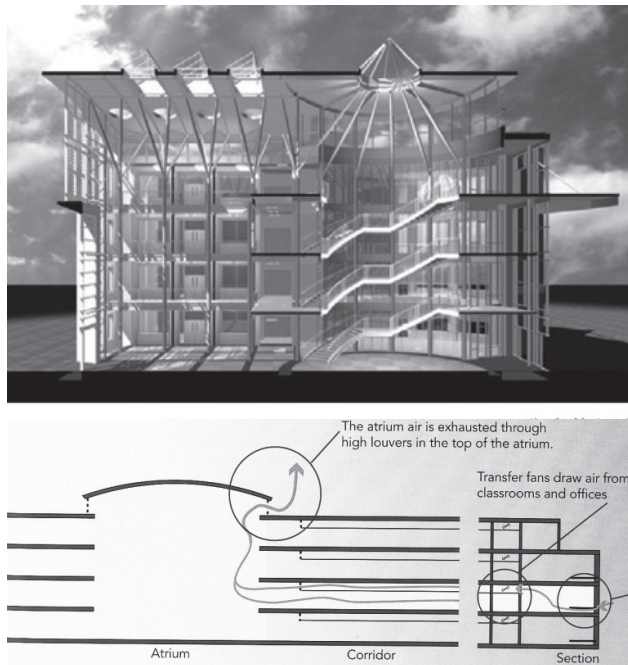 The atrium air is exhausted through
high louvers in the top of the atrium.
Transfer fans draw air from
classrooms and offices
Atrium
Corridor
Section